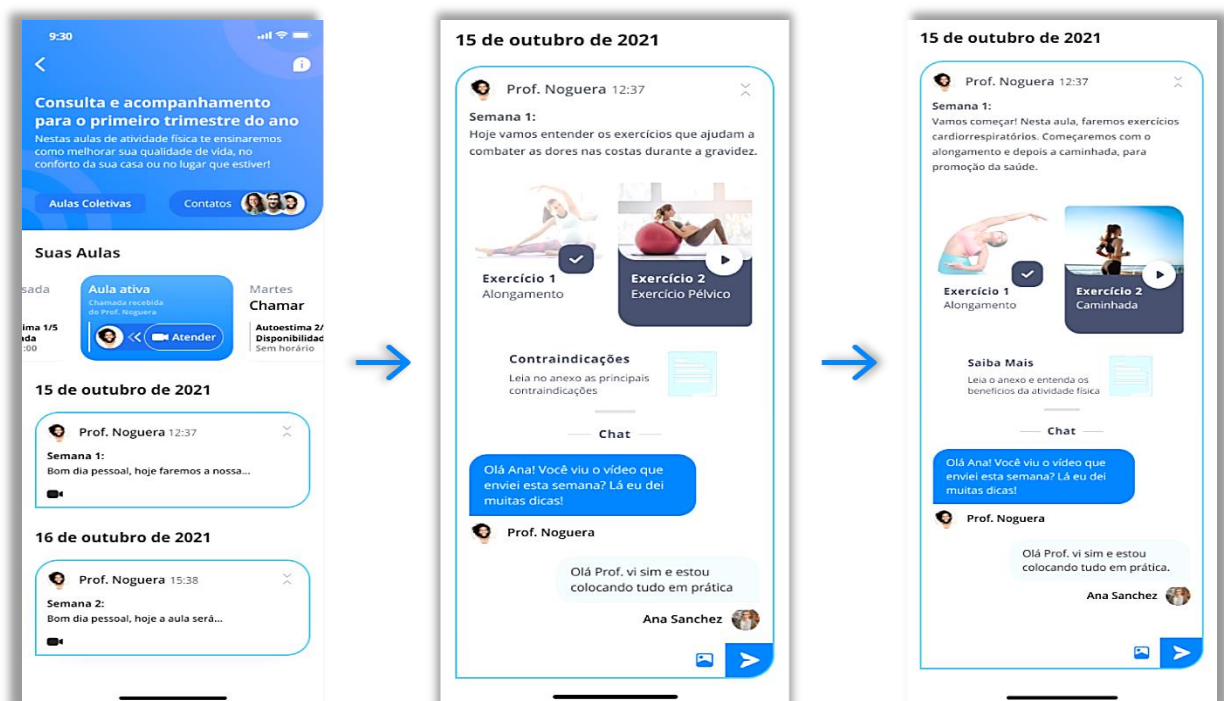 9:30
Consulta e acompanhamento
para o primeiro trimestre do ano
Nestas aulas de atividade física te ensinaremos
como melhorar sua qualidade de vida, no
conforto da sua casa ou no lugar que estiver!
Aulas Coletivas
Contatos
Suas Aulas
sada
ima 1/5
ada
:00
Aula ativa
Chamada recebida
do Prof. Noguera
Atender
Martes
Chamar
Autoestima 2/
Disponibilidad
Sem horário
15 de outubro de 2021
Prof. Noguera 12:37
Semana 1:
Bom dia pessoal, hoje faremos a nossa...
16 de outubro de 2021
Prof. Noguera 15:38
Semana 2:
Bom dia pessoal, hoje a aula será...
15 de outubro de 2021
Prof. Noguera 12:37
Semana 1:
Hoje vamos entender os exercícios que ajudam a
combater as dores nas costas durante a gravidez.
Exercício 1
Alongamento
Exercício 2
Exercício Pélvico
Contraindicações
Leia no anexo as principais
contraindicações
Chat
Olá Ana! Você viu o vídeo que
enviei esta semana? Lá eu dei
muitas dicas!
Prof. Noguera
Olá Prof. vi sim e estou
colocando tudo em prática
Ana Sanchez
15 de outubro de 2021
Prof. Noguera 12:37
Semana 1:
Vamos começar! Nesta aula, faremos exercícios
cardiorrespiratórios. Começaremos com o
alongamento e depois a caminhada, para
promoção da saúde.
Exercício 1
Alongamento
Exercício 2
Caminhada
Saiba Mais
Leia o anexo e entenda os
benefícios da atividade física
Chat
Olá Ana! Você viu o vídeo que
enviei esta semana? Lá eu dei
muitas dicas!
Prof. Noguera
Olá Prof. vi sim e estou
colocando tudo em prática.
Ana Sanchez